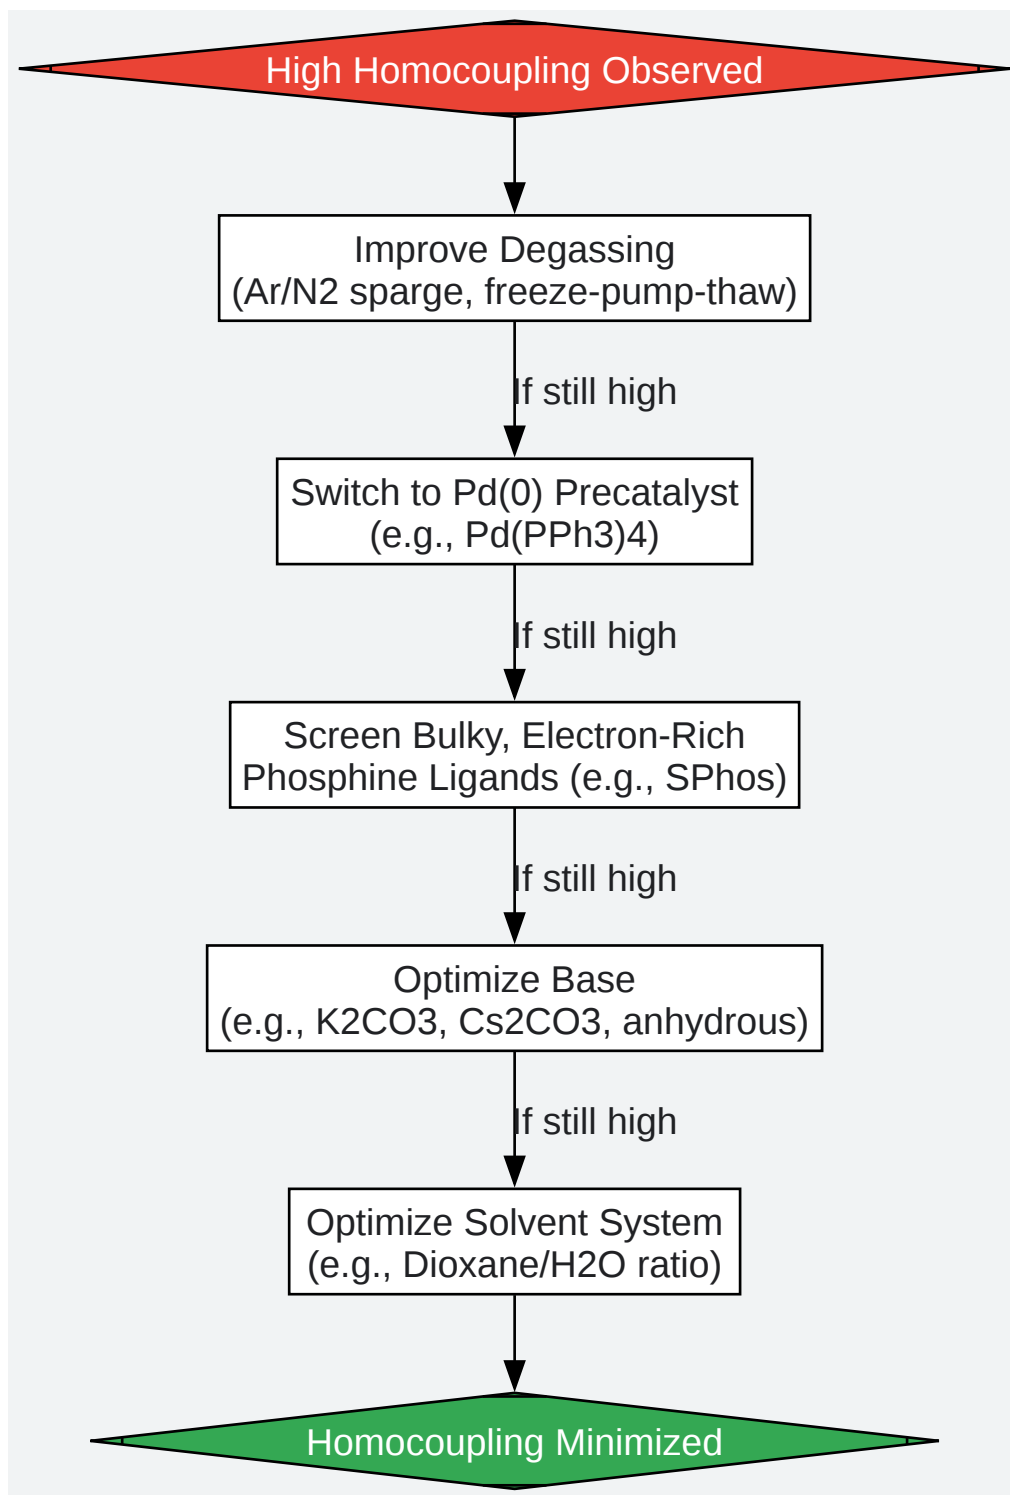 High Homocoupling Observed
Improve Degassing
(Ar/N2 sparge, freeze-pump-thaw)
If still high
Switch to Pd(0) Precatalyst
(e.g., Pd(PPh3)4)
If still high
Screen Bulky, Electron-Rich
Phosphine Ligands (e.g., SPhos)
If still high
Optimize Base
(e.g., K2CO3, Cs2CO3, anhydrous)
If still high
Optimize Solvent System
(e.g., Dioxane/H2O ratio)
Homocoupling Minimized